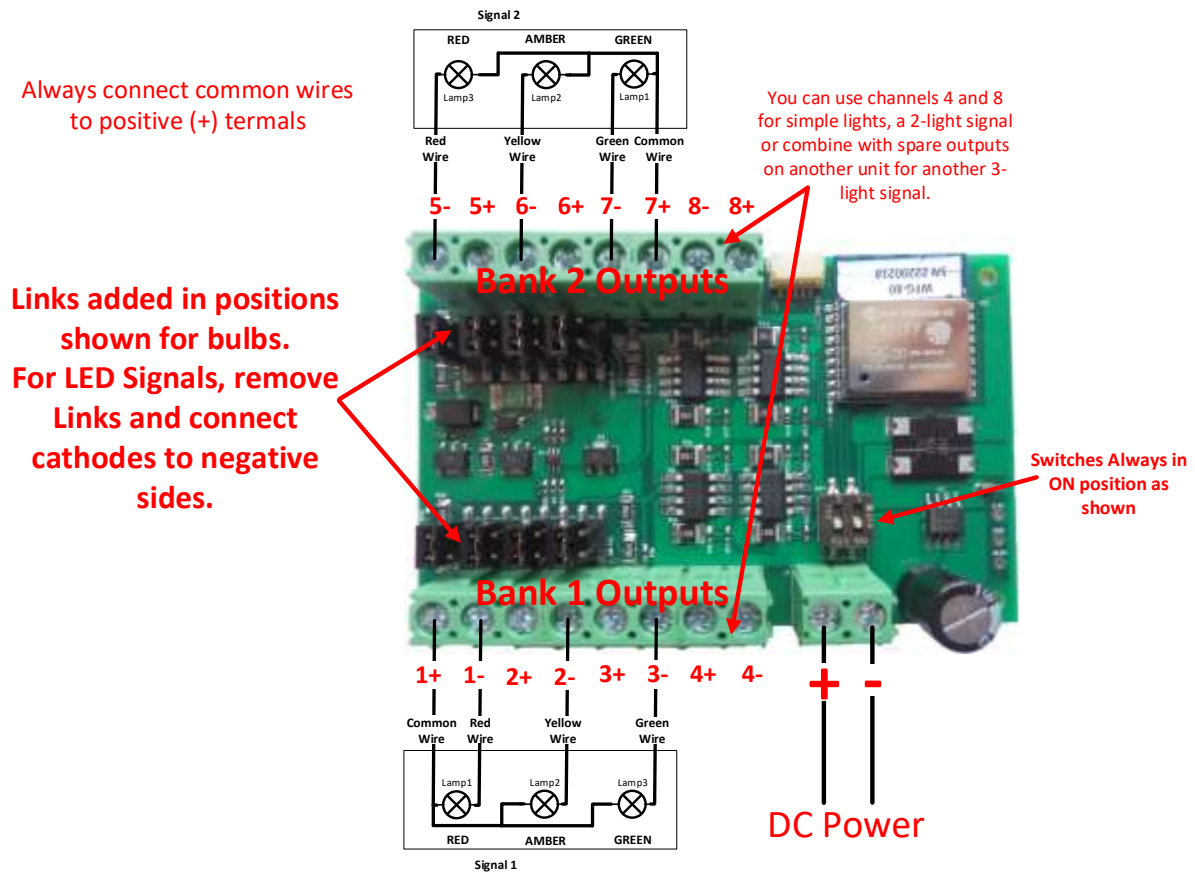 Signal 2
RED AMBER GREEN
Lamp3 Lamp2 Lamp1
Always connect common wires
to positive (+) termals
You can use channels 4 and 8
for simple lights, a 2-light signal
or combine with spare outputs
on another unit for another 3-
light signal.
Red Wire
Yellow Wire
Green Wire
Common Wire
5- 5+ 6- 6+ 7- 7+ 8- 8+
Bank 2 Outputs
Links added in positions
shown for bulbs.
For LED Signals, remove
Links and connect
cathodes to negative
sides.
WFG-80
SN 22200218
Switches Always in
ON position as
shown
Bank 1 Outputs
1+ 1- 2+ 2- 3+ 3- 4+ 4-
+ -
Common Wire
Red Wire
Yellow Wire
Green Wire
Lamp1 Lamp2 Lamp3
RED AMBER GREEN
Signal 1
DC Power